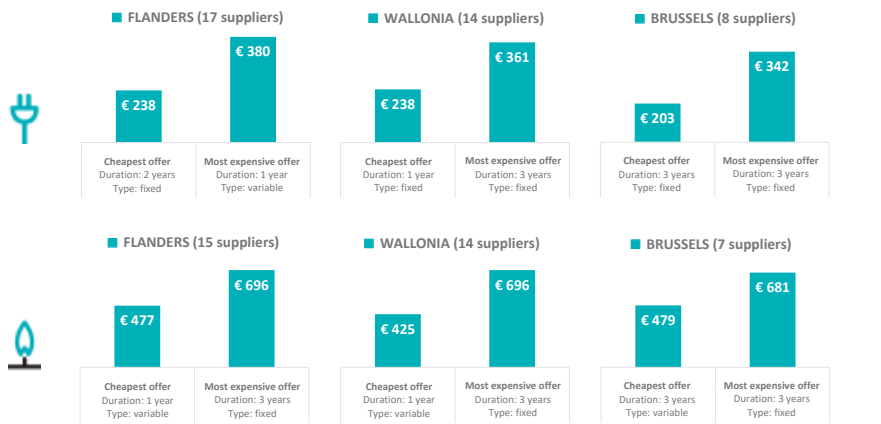 FLANDERS (17 suppliers)
€ 238
€ 380
Cheapest offer
Duration: 2 years
Type: fixed
Most expensive offer
Duration: 1 year
Type: variable
WALLONIA (14 suppliers)
€ 238
€ 361
Cheapest offer
Duration: 1 year
Type: fixed
Most expensive offer
Duration: 3 years
Type: fixed
BRUSSELS (8 suppliers)
€ 203
€ 342
Cheapest offer
Duration: 3 years
Type: fixed
Most expensive offer
Duration: 3 years
Type: fixed
FLANDERS (15 suppliers)
€ 477
€ 696
Cheapest offer
Duration: 1 year
Type: variable
Most expensive offer
Duration: 3 years
Type: fixed
WALLONIA (14 suppliers)
€ 425
€ 696
Cheapest offer
Duration: 1 year
Type: variable
Most expensive offer
Duration: 3 years
Type: fixed
BRUSSELS (7 suppliers)
€ 479
€ 681
Cheapest offer
Duration: 3 years
Type: variable
Most expensive offer
Duration: 3 years
Type: fixed